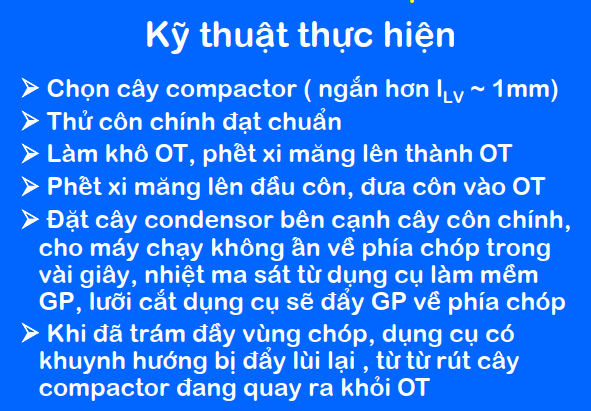 Kỹ thuật thực hiện
➢ Chọn cây compactor ( ngắn hơn lLV ~ 1mm)
➢ Thử côn chính đạt chuẩn
➢ Làm khô OT, phết xi măng lên thành OT
➢ Phết xi măng lên đầu côn, đưa côn vào OT
➢ Đặt cây condensor bên cạnh cây côn chính,
cho máy chạy không ấn về phía chóp trong
vài giây, nhiệt ma sát từ dụng cụ làm mềm
GP, lưỡi cắt dụng cụ sẽ đẩy GP về phía chóp
➢ Khi đã trám đầy vùng chóp, dụng cụ có
khuynh hướng bị đẩy lùi lại , từ từ rút cây
compactor đang quay ra khỏi OT